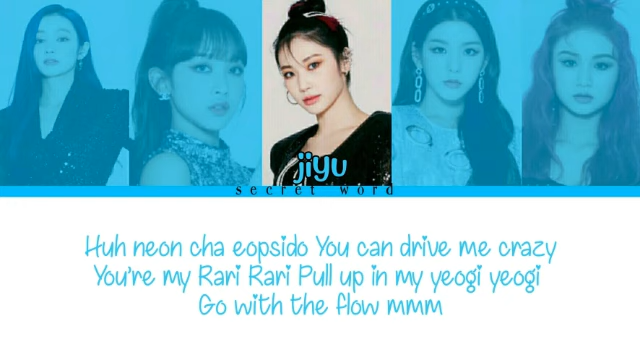 jiyu
secret word
Huh neon cha eopsido You can drive me crazy
You're my Rari Rari Pull up in my yeogi yeogi
Go with the flow mmm